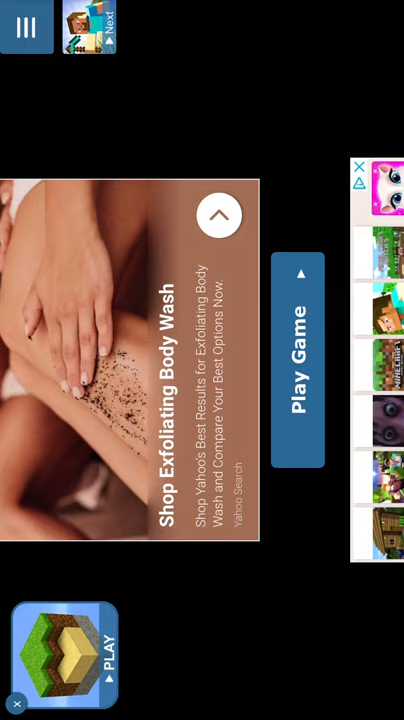 Next
Shop Exfoliating Body Wash
Shop Yahoo's Best Results for Exfoliating Body
Wash and Compare Your Best Options Now.
Yahoo Search
Play Game
x
PLAY
MINECRAFT